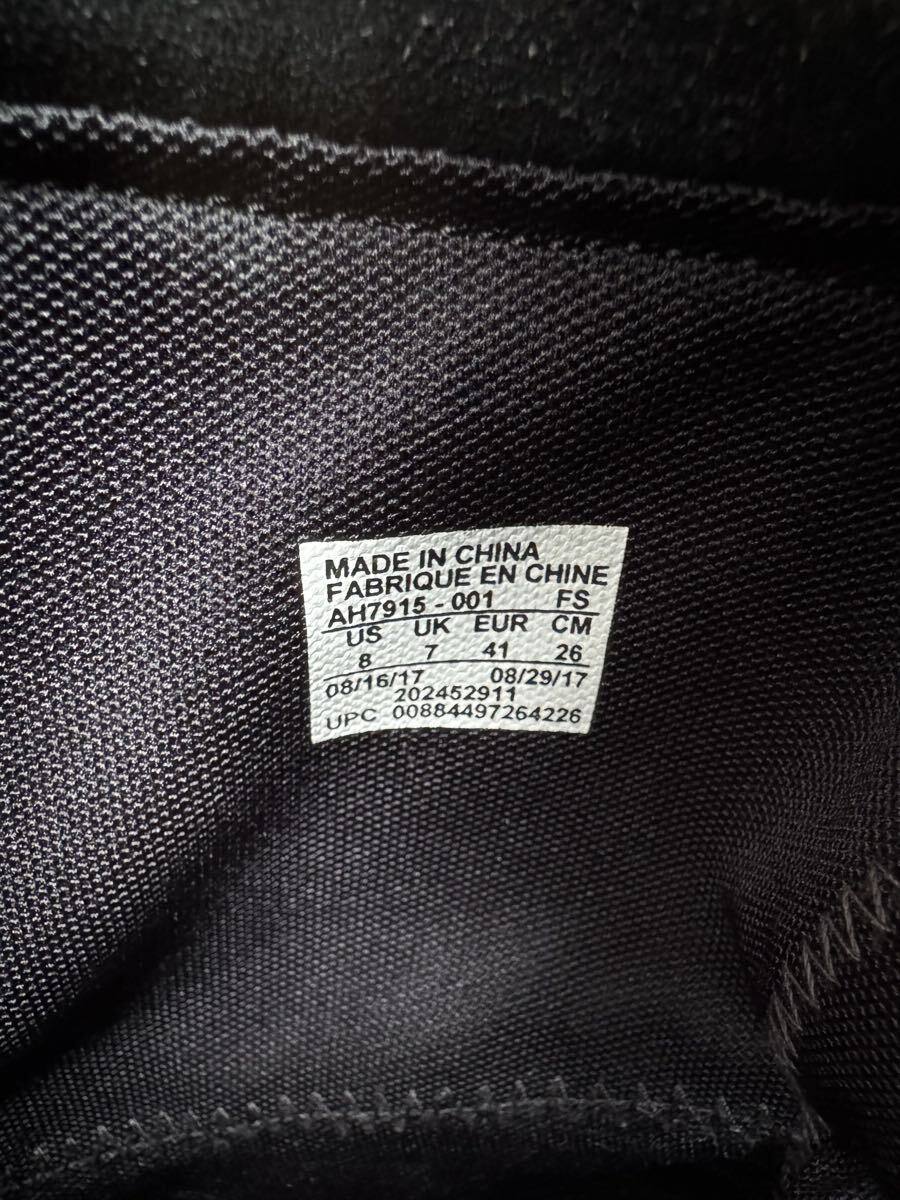 MADE IN CHINA
FABRIQUE EN CHINE
AH7915 - 001 FS
US UK EUR CM
8 7 41 26
08/16/17 08/29/17
202452911
UPC 00884497264226